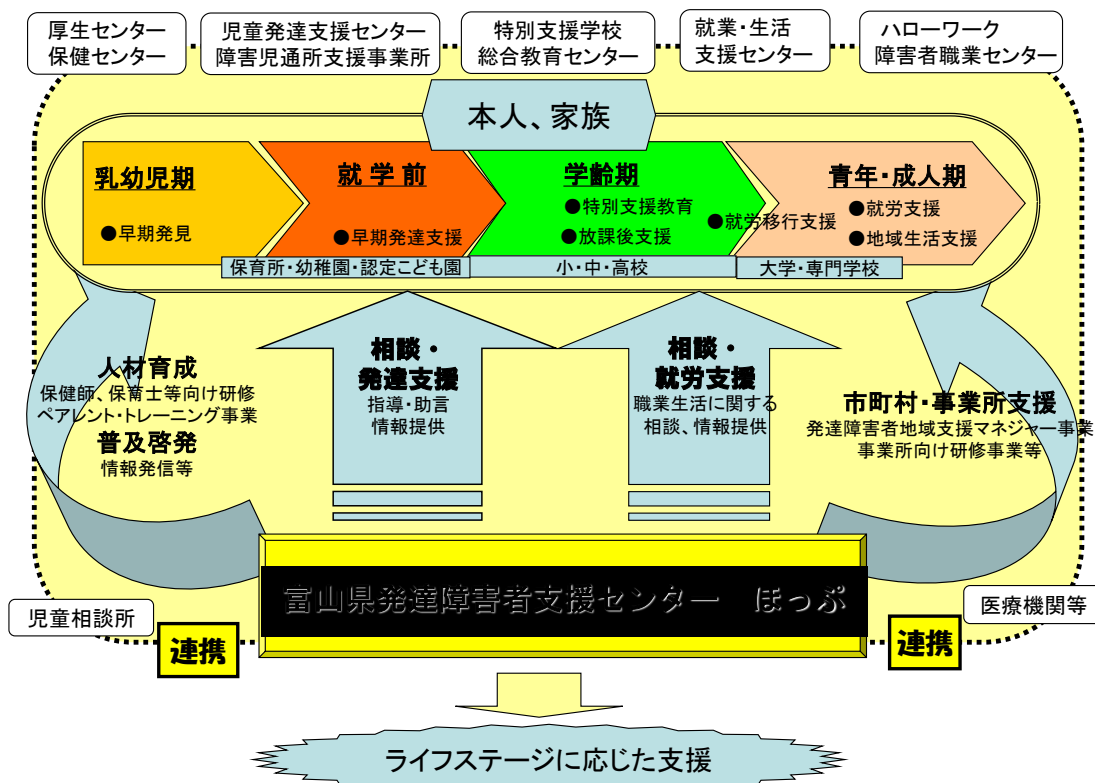 厚生センター
保健センター
児童発達支援センター
障害児通所支援事業所
特別支援学校
総合教育センター
就業・生活
支援センター
ハローワーク
障害者職業センター
本人、家族
乳幼児期
●早期発見
就学前
●早期発達支援
学齢期
●特別支援教育
●放課後支援
●就労移行支援
青年・成人期
●就労支援
●地域生活支援
保育所・幼稚園・認定こども園
小・中・高校
大学・専門学校
人材育成
保健師、保育士等向け研修
ペアレント・トレーニング事業
普及啓発
情報発信等
相談・
発達支援
指導・助言
情報提供
相談・
就労支援
職業生活に関する
相談、情報提供
市町村・事業所支援
発達障害者地域支援マネジャー事業
事業所向け研修事業等
富山県発達障害者支援センター　ほっぷ
児童相談所
連携
医療機関等
連携
ライフステージに応じた支援